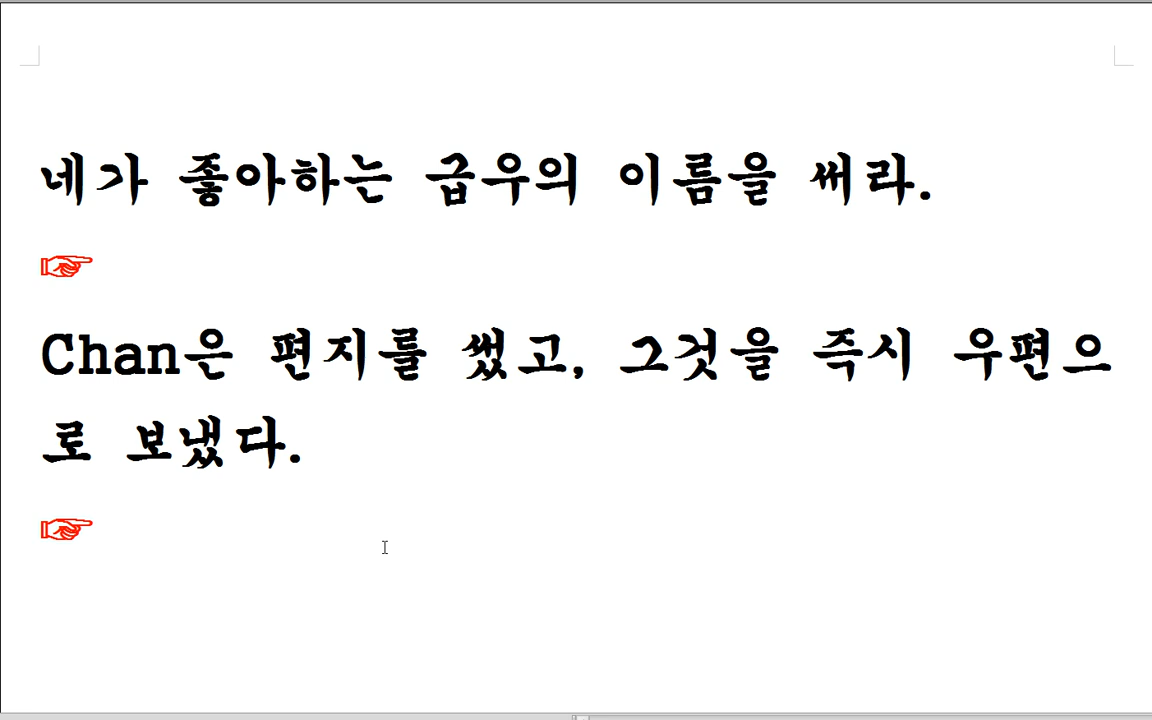 네가 좋아하는 급우의 이름을 써라.
☞
Chan은 편지를 썼고, 그것을 즉시 우편으
로 보냈다.
☞